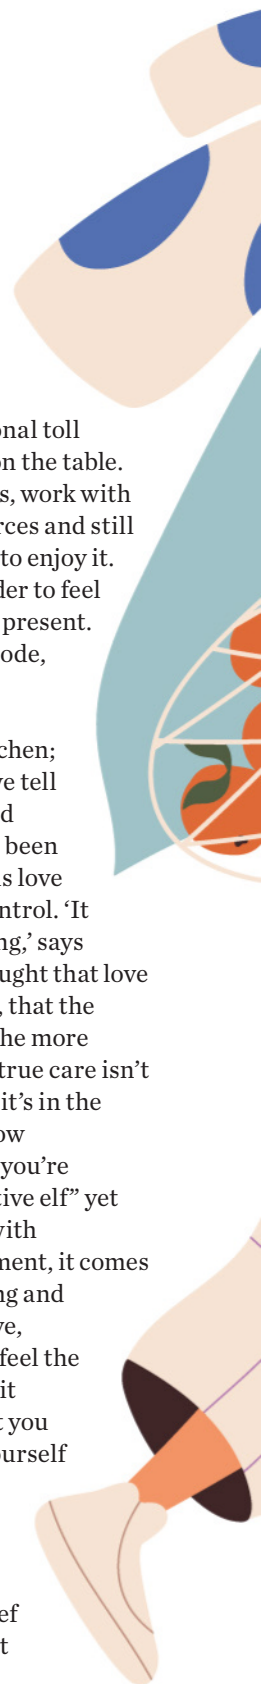 onal toll
on the table.
s, work with
rces and still
to enjoy it.
der to feel
present.
ode,
chen;
ve tell
d
been
s love
ntrol. ‘It
ng,’ says
ught that love
, that the
he more
true care isn’t
it’s in the
ow
you’re
tive elf” yet
with
ment, it comes
ng and
ve,
feel the
it
t you
ourself
ef
t